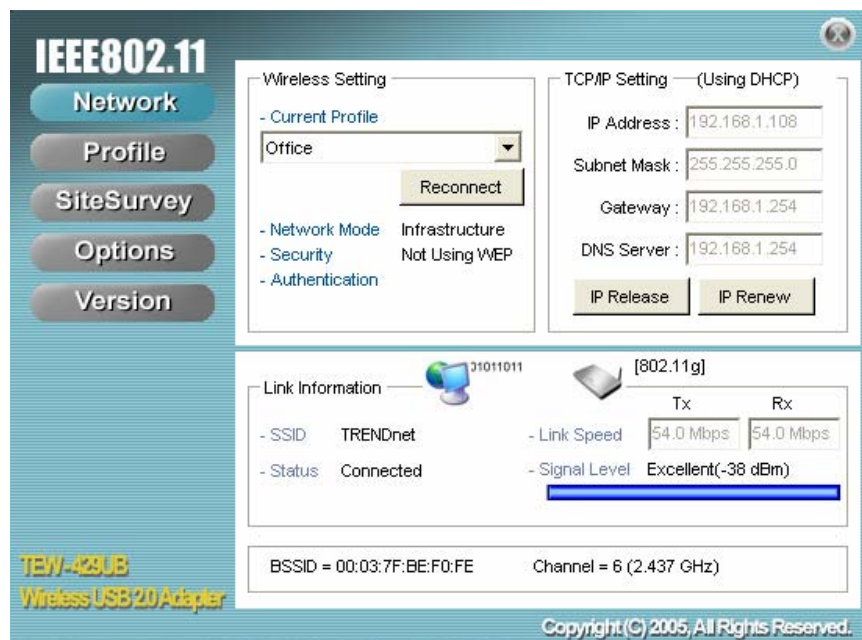 IEEE802.11
Network
Profile
SiteSurvey
Options
Version
Wireless Setting
- Current Profile
Office
Reconnect
- Network Mode Infrastructure
- Security Not Using WEP
- Authentication
TCP/IP Setting (Using DHCP)
IP Address : 192.168.1.108
Subnet Mask : 255.255.255.0
Gateway : 192.168.1.254
DNS Server : 192.168.1.254
IP Release IP Renew
Link Information
01011011
[802.11g]
Tx Rx
- SSID TRENDnet
- Link Speed 54.0 Mbps 54.0 Mbps
- Status Connected
- Signal Level Excellent(-38 dBm)
BSSID = 00:03:7F:BE:F0:FE Channel = 6 (2.437 GHz)
TEW-429UB
Wireless USB 2.0 Adapter
Copyright (C) 2005, All Rights Reserved.